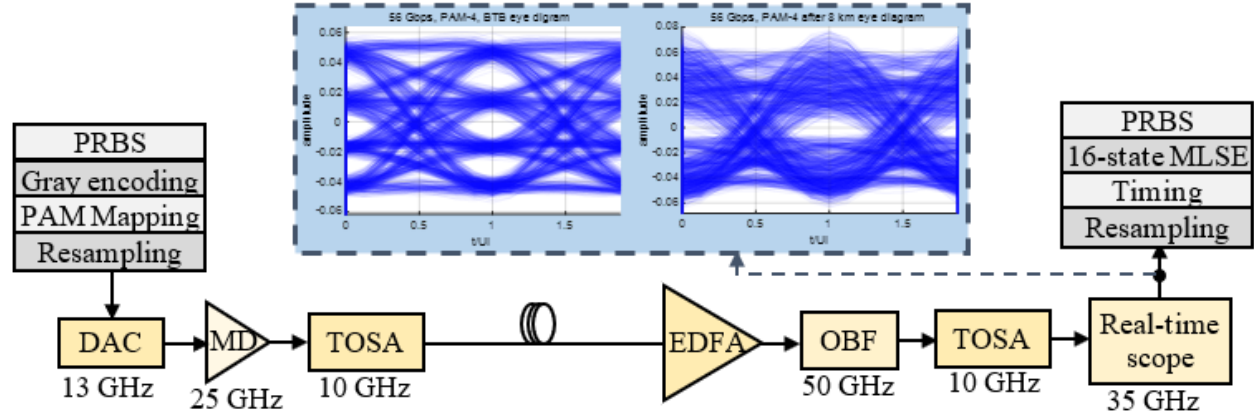 56 Gbps, PAM-4, BTB eye digram
56 Gbps, PAM-4 after 8 km eye diagram
0.06
0.04
0.02
0
-0.02
-0.04
-0.06
amplitude
0
0.5
1
1.5
t/UI
0.08
0.06
0.04
0.02
0
-0.02
-0.04
-0.06
amplitude
0
0.5
1
1.5
t/UI
PRBS
Gray encoding
PAM Mapping
Resampling
PRBS
16-state MLSE
Timing
Resampling
DAC
13 GHz
MD
25 GHz
TOSA
10 GHz
EDFA
OBF
50 GHz
TOSA
10 GHz
Real-time
scope
35 GHz